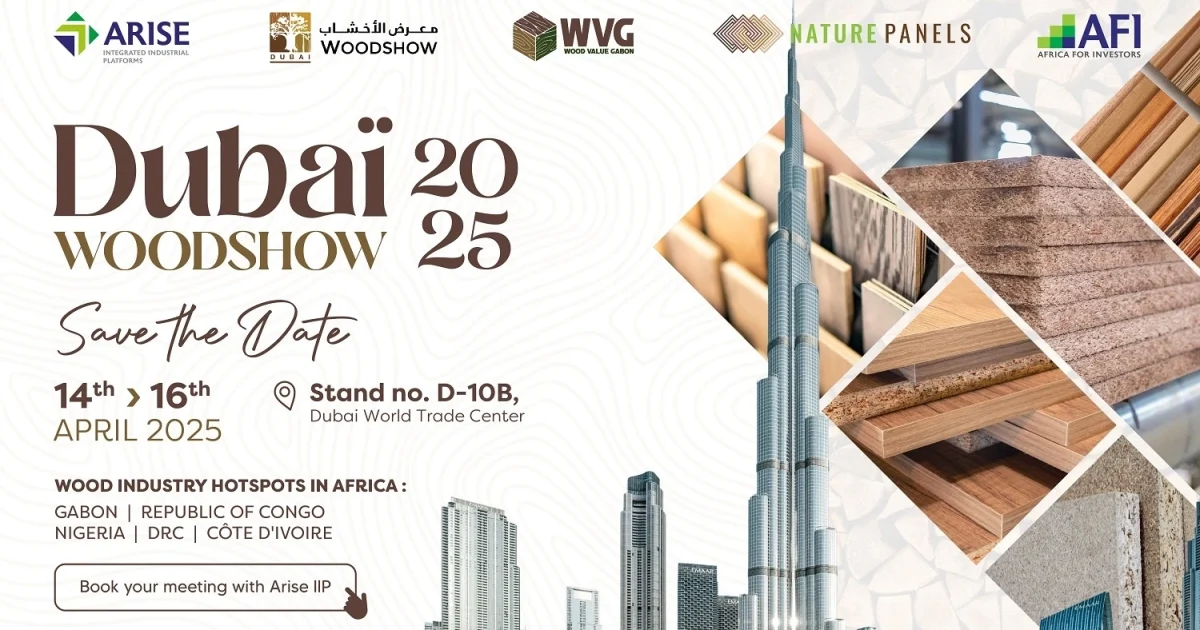 ARISE
INTEGRATED INDUSTRIAL
PLATFORMS
معرض الأخشاب
WOODSHOW
DUBAI
WVG
WOOD VALUE GABON
NATURE PANELS
AFI
AFRICA FOR INVESTORS
Dubaï 20
WOODSHOW 25
Save the Date
14th › 16th
APRIL 2025
Stand no. D-10B,
Dubai World Trade Center
WOOD INDUSTRY HOTSPOTS IN AFRICA :
GABON | REPUBLIC OF CONGO
NIGERIA | DRC | CÔTE D'IVOIRE
Book your meeting with Arise IIP
EMAAR